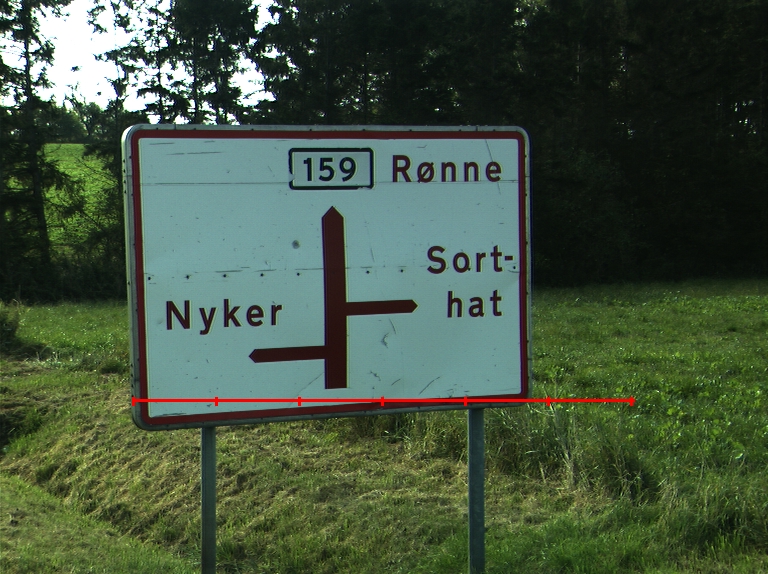 159 Rønne
Sort-
hat
Nyker